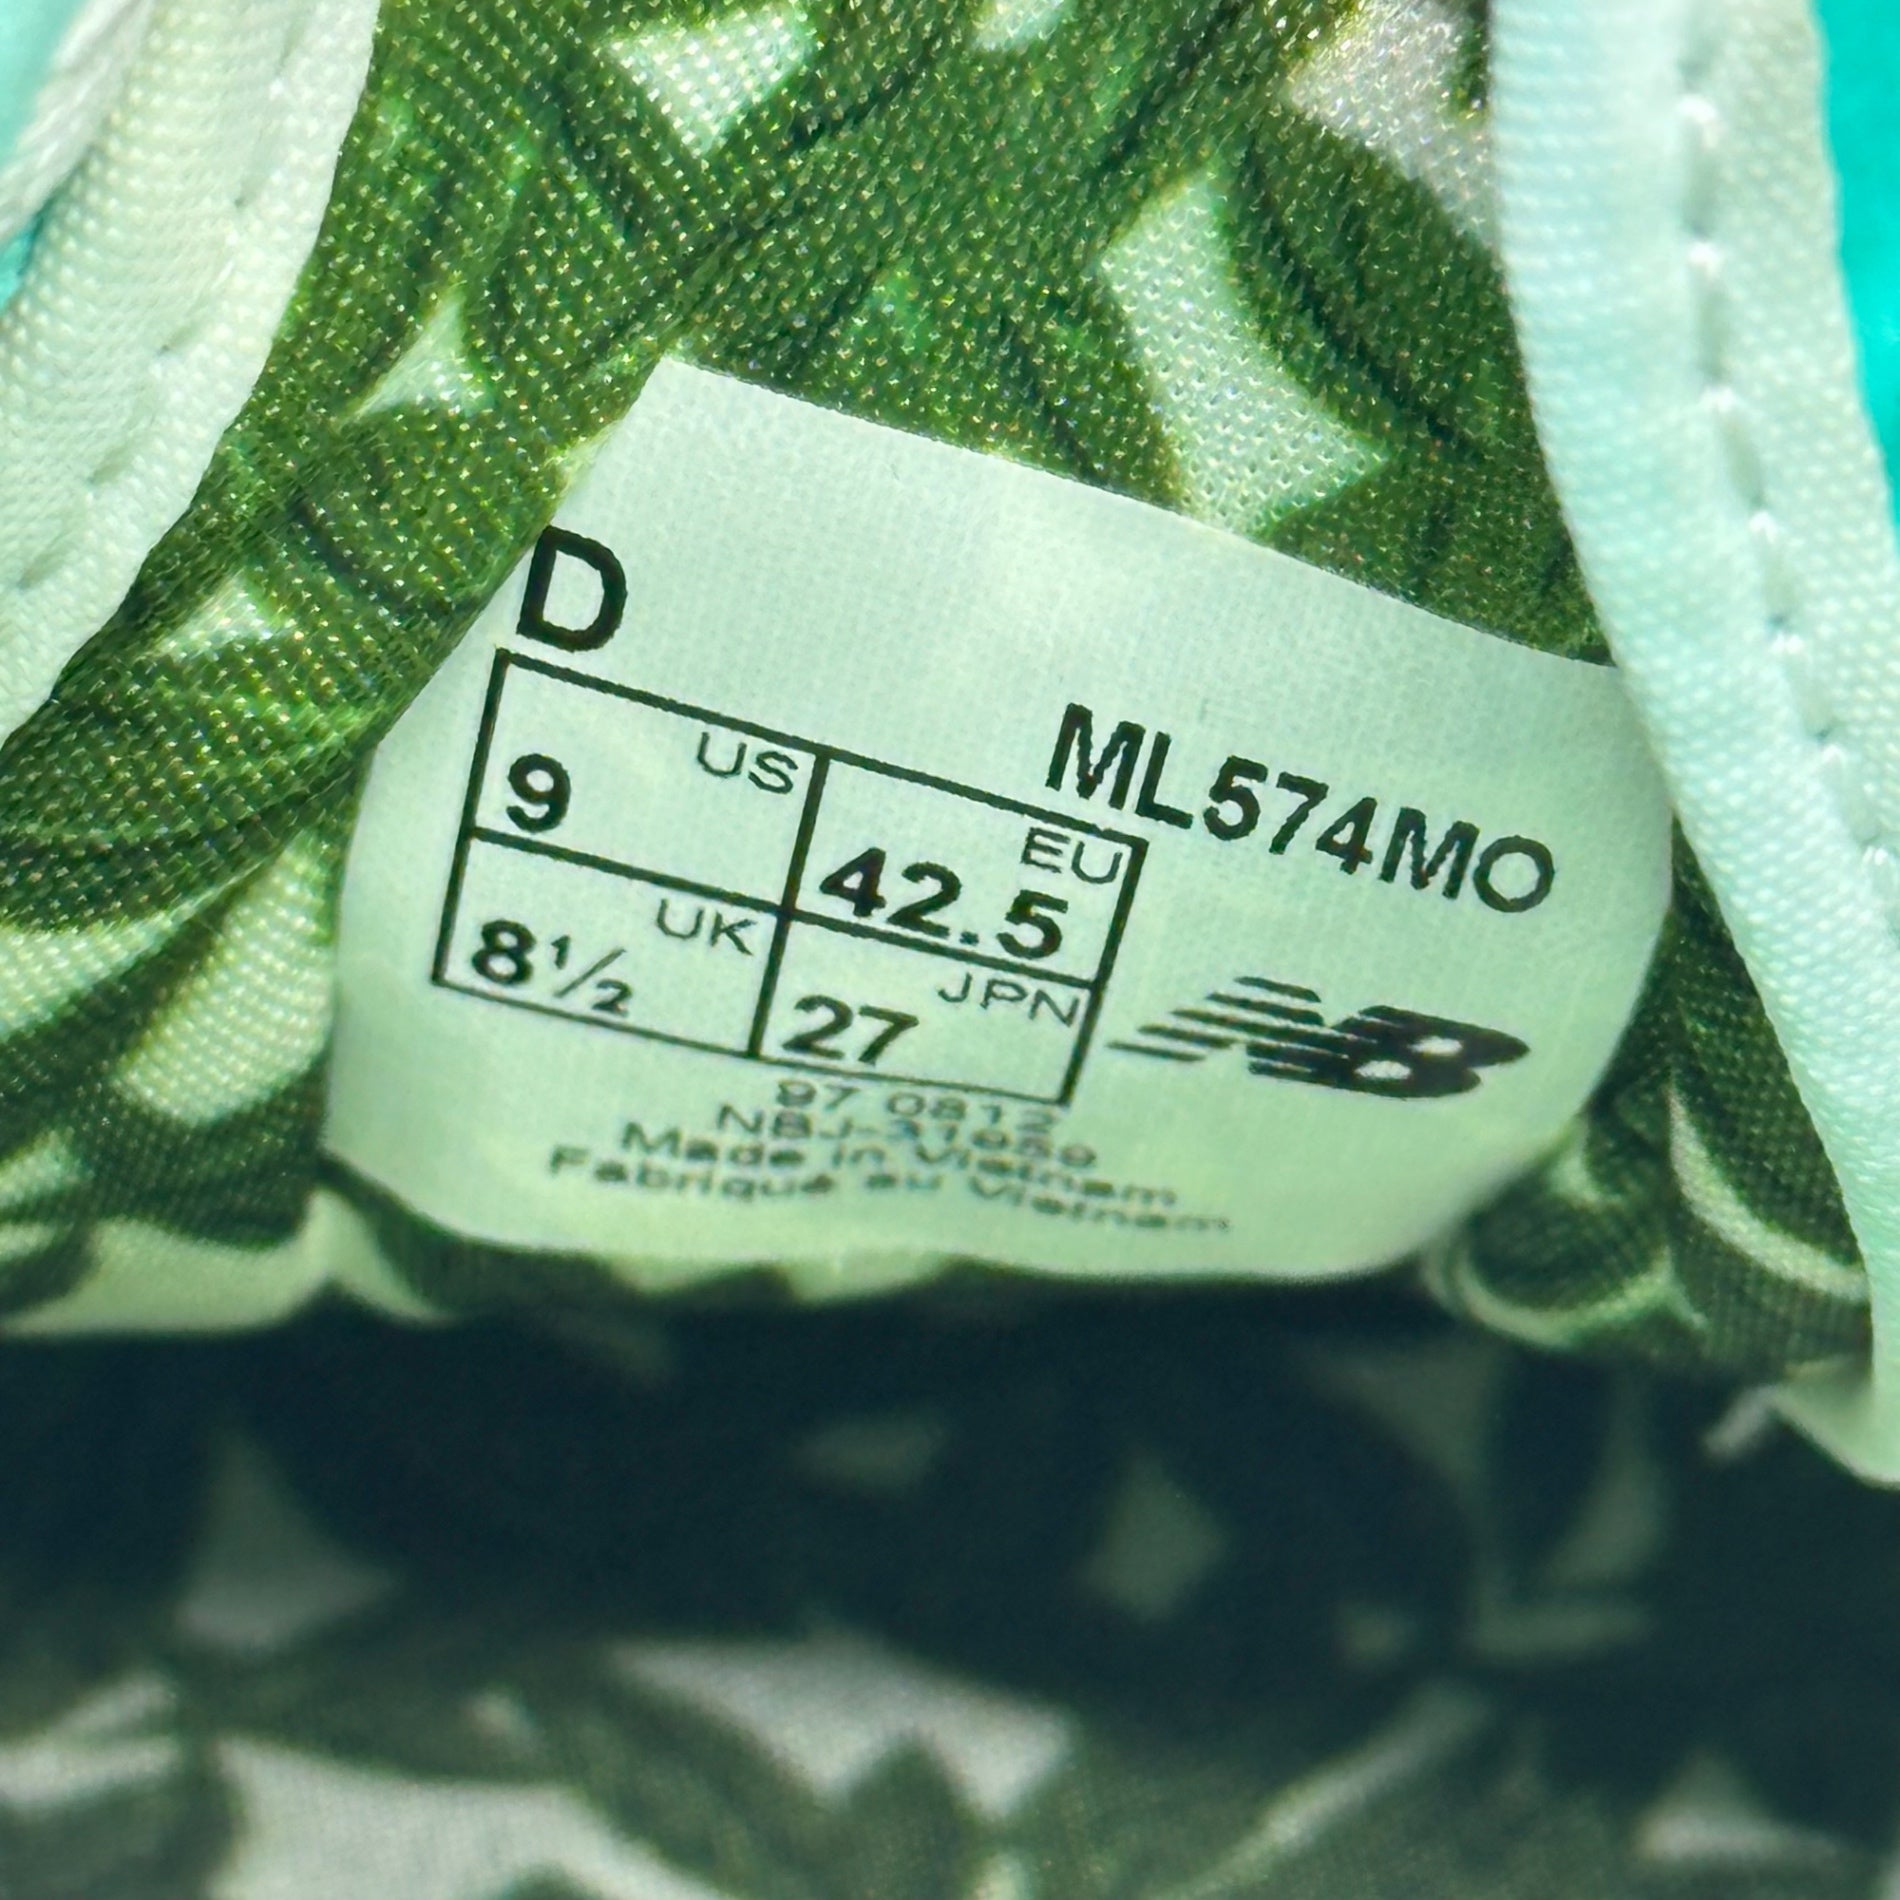 D
ML574MO
9 US
42.5 EU
8½ UK
27 JPN
NB
97 0812
Made in Vietnam
Fabriqué au Vietnam